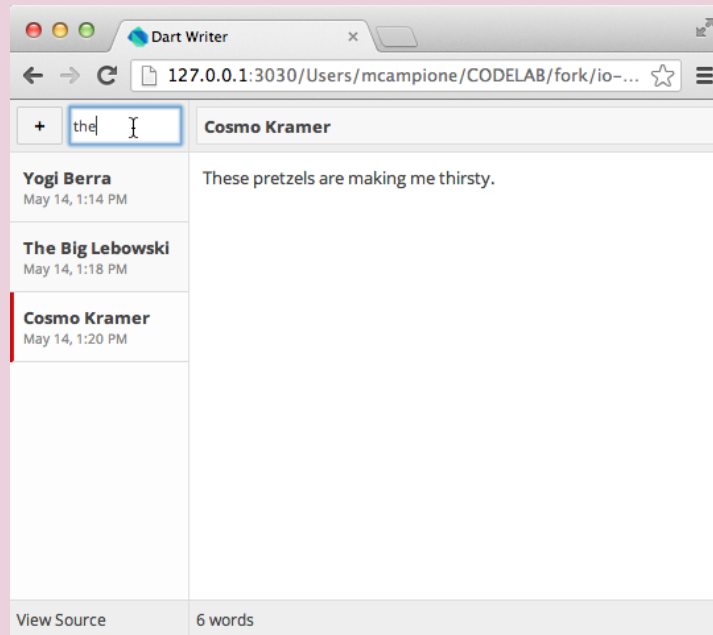 Dart Writer
127.0.0.1:3030/Users/mcampione/CODELAB/fork/io-...
+ the
Cosmo Kramer
Yogi Berra
May 14, 1:14 PM
The Big Lebowski
May 14, 1:18 PM
Cosmo Kramer
May 14, 1:20 PM
These pretzels are making me thirsty.
View Source
6 words